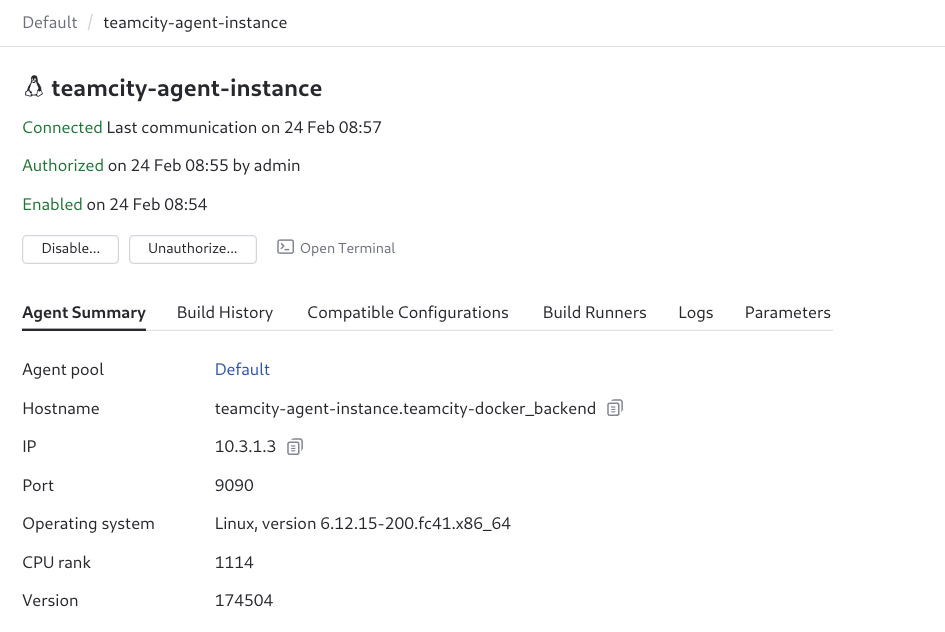 Default / teamcity-agent-instance
teamcity-agent-instance
Connected Last communication on 24 Feb 08:57
Authorized on 24 Feb 08:55 by admin
Enabled on 24 Feb 08:54
Disable... Unauthorize... Open Terminal
Agent Summary Build History Compatible Configurations Build Runners Logs Parameters
Agent pool Default
Hostname teamcity-agent-instance.teamcity-docker_backend
IP 10.3.1.3
Port 9090
Operating system Linux, version 6.12.15-200.fc41.x86_64
CPU rank 1114
Version 174504